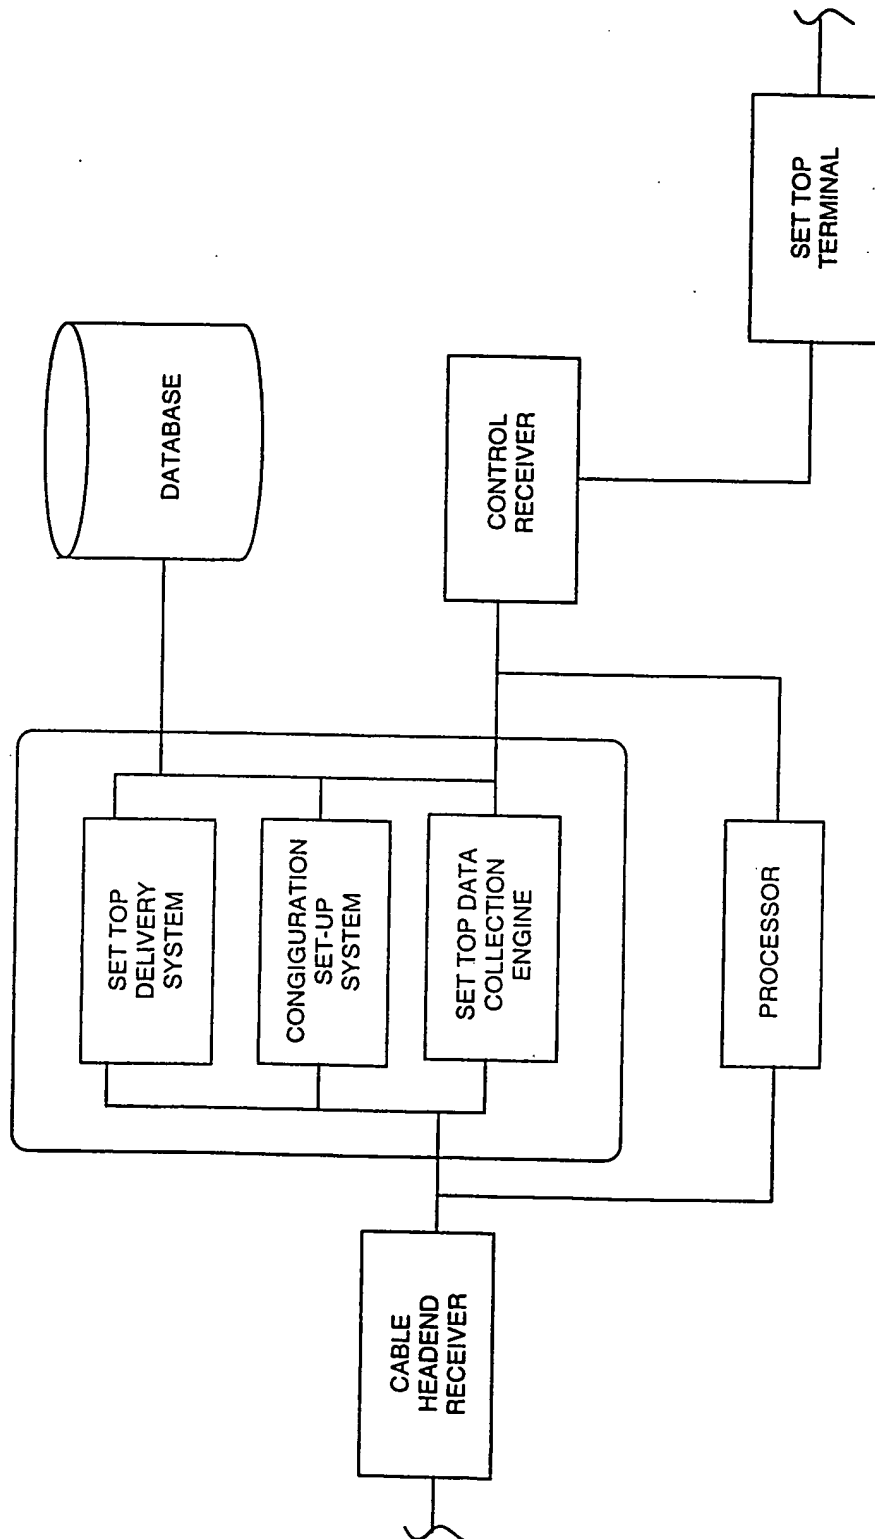 SET TOP
DELIVERY
SYSTEM
CONGIGURATION
SET-UP
SYSTEM
SET TOP DATA
COLLECTION
ENGINE
DATABASE
CABLE
HEADEND
RECEIVER
CONTROL
RECEIVER
PROCESSOR
SET TOP
TERMINAL